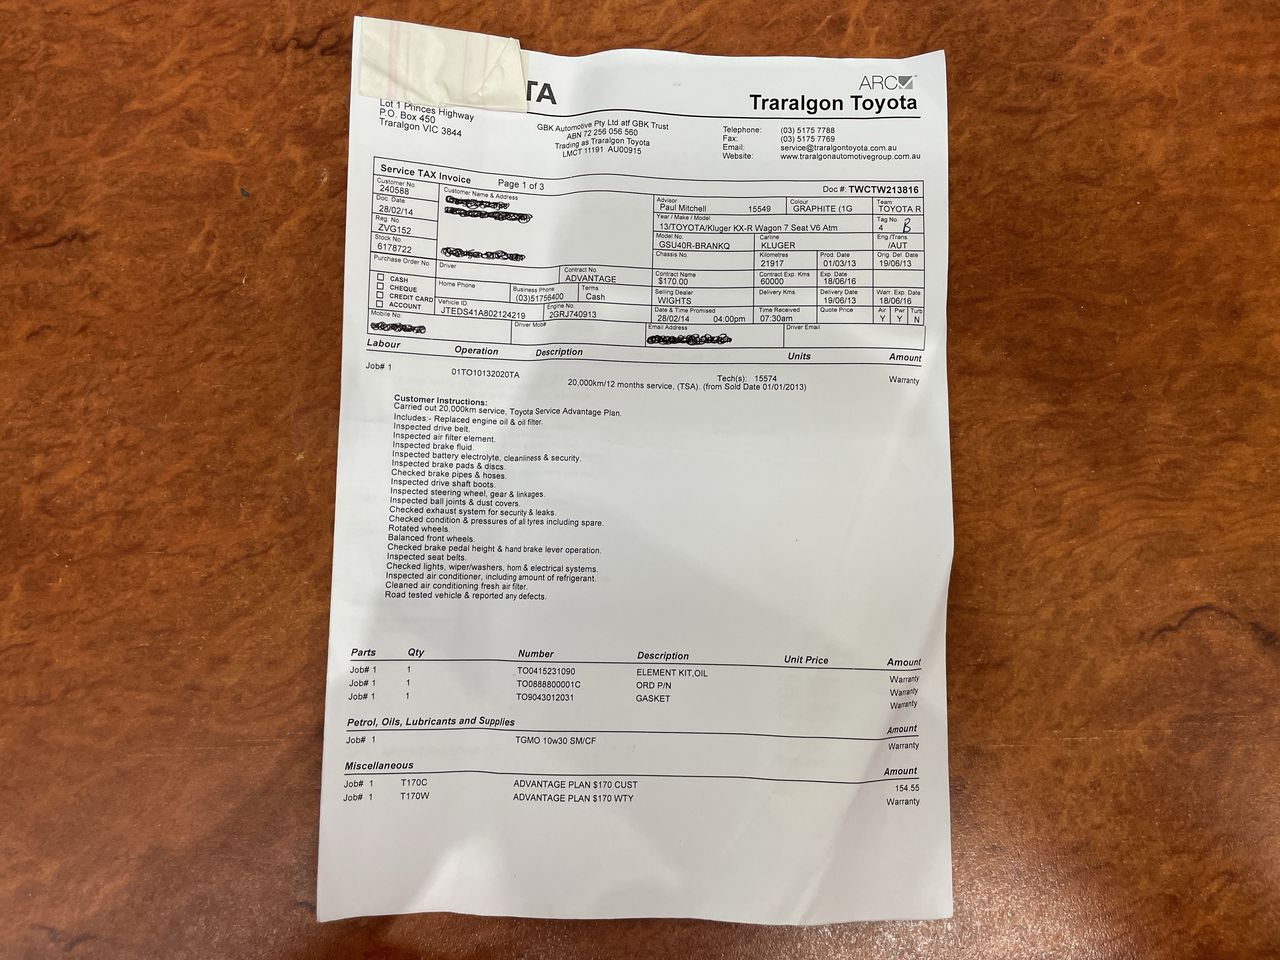 TA
ARC
Traralgon Toyota
Lot 1 Princes Highway
P.O. Box 450
Traralgon VIC 3844
GBK Automotive Pty Ltd atf GBK Trust
ABN 72 256 056 560
Trading as Traralgon Toyota
LMCT 11191 AU00915
Telephone: (03) 5175 7788
Fax: (03) 5175 7769
Email: service@traralgontoyota.com.au
Website: www.traralgonautomotivegroup.com.au
Service TAX Invoice Page 1 of 3 Doc #: TWCTW213816
Customer No.
240588
Customer Name & Address
Doc. Date
28/02/14
Reg. No.
ZVG152
Stock No.
6178722
Purchase Order No.
Driver
Contract No.
ADVANTAGE
CASH
CHEQUE
CREDIT CARD
ACCOUNT
Home Phone
Business Phone
(03)51756400
Terms
Cash
Vehicle ID.
JTEDS41A802124219
Engine No.
2GRJ740913
Mobile No.
Driver Mob#
Advisor
Paul Mitchell 15549
Colour
GRAPHITE (1G
Team
TOYOTA R
Year / Make / Model
13/TOYOTA/Kluger KX-R Wagon 7 Seat V6 Atm
Tag No.
4 B
Model No.
GSU40R-BRANKQ
Carline
KLUGER
Eng./Trans.
/AUT
Chassis No.
Kilometres
21917
Prod. Date
01/03/13
Orig. Del. Date
19/06/13
Contract Name
$170.00
Contract Exp. Kms
60000
Exp. Date
18/06/16
Selling Dealer
WIGHTS
Delivery Kms.
Delivery Date
19/06/13
Warr. Exp. Date
18/06/16
Date & Time Promised
28/02/14 04:00pm
Time Received
07:30am
Quote Price
Air Pwr Turb
Y Y N
Email Address
Driver Email
Labour Operation Description Units Amount
Job# 1 01TO10132020TA Tech(s): 15574 Warranty
20,000km/12 months service, (TSA). (from Sold Date 01/01/2013)
Customer Instructions:
Carried out 20,000km service, Toyota Service Advantage Plan.
Includes:- Replaced engine oil & oil filter.
Inspected drive belt.
Inspected air filter element.
Inspected brake fluid.
Inspected battery electrolyte, cleanliness & security.
Inspected brake pads & discs.
Checked brake pipes & hoses.
Inspected drive shaft boots.
Inspected steering wheel, gear & linkages.
Inspected ball joints & dust covers.
Checked exhaust system for security & leaks.
Checked condition & pressures of all tyres including spare.
Rotated wheels.
Balanced front wheels.
Checked brake pedal height & hand brake lever operation.
Inspected seat belts.
Checked lights, wiper/washers, horn & electrical systems.
Inspected air conditioner, including amount of refrigerant.
Cleaned air conditioning fresh air filter.
Road tested vehicle & reported any defects.
Parts Qty Number Description Unit Price Amount
Job# 1 1 TO0415231090 ELEMENT KIT,OIL Warranty
Job# 1 1 TO0888800001C ORD P/N Warranty
Job# 1 1 TO9043012031 GASKET Warranty
Petrol, Oils, Lubricants and Supplies Amount
Job# 1 TGMO 10w30 SM/CF Warranty
Miscellaneous Amount
Job# 1 T170C ADVANTAGE PLAN $170 CUST 154.55
Job# 1 T170W ADVANTAGE PLAN $170 WTY Warranty